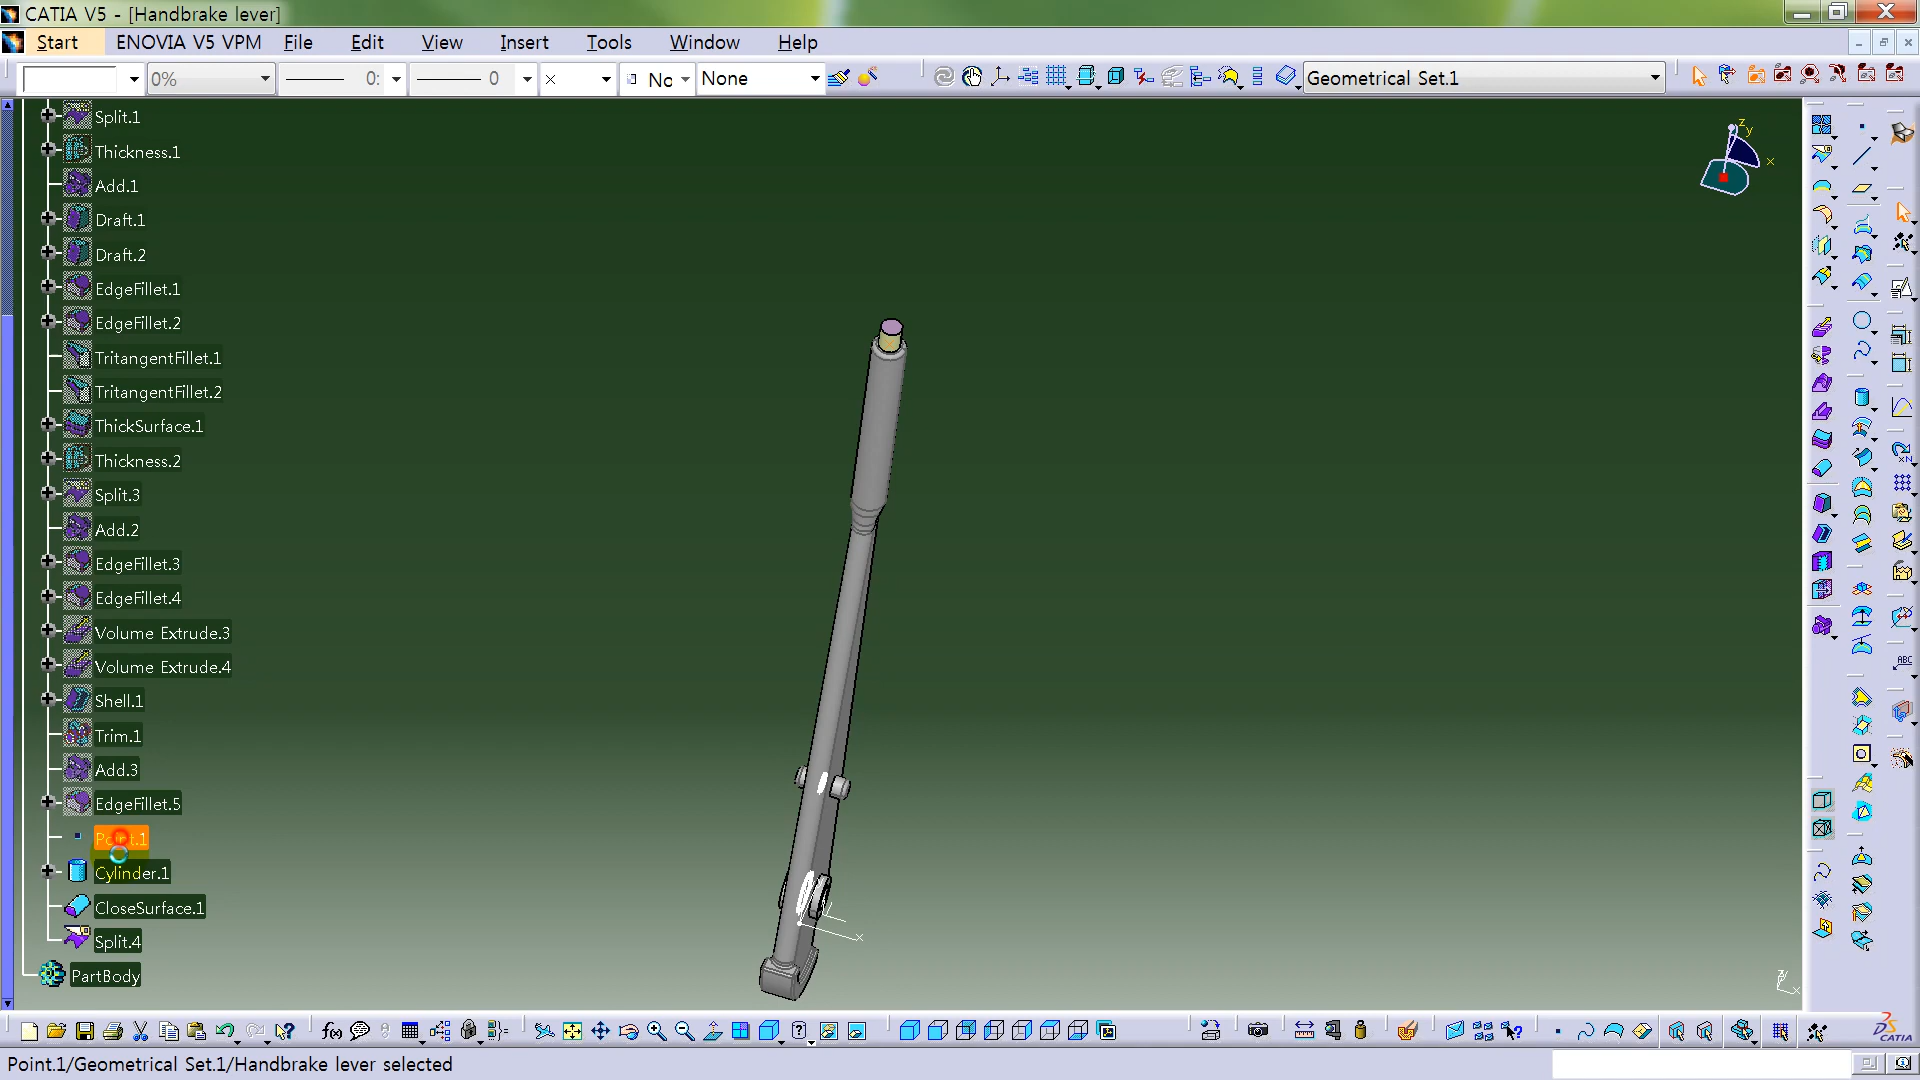 CATIA V5 - [Handbrake lever]
Start ENOVIA V5 VPM File Edit View Insert Tools Window Help
0% 0: 0 × No None Geometrical Set.1
Split.1
Thickness.1
Add.1
Draft.1
Draft.2
EdgeFillet.1
EdgeFillet.2
TritangentFillet.1
TritangentFillet.2
ThickSurface.1
Thickness.2
Split.3
Add.2
EdgeFillet.3
EdgeFillet.4
Volume Extrude.3
Volume Extrude.4
Shell.1
Trim.1
Add.3
EdgeFillet.5
Point.1
Cylinder.1
CloseSurface.1
Split.4
PartBody
z y x
x
z x
ABC
f(x)
CATIA
Point.1/Geometrical Set.1/Handbrake lever selected